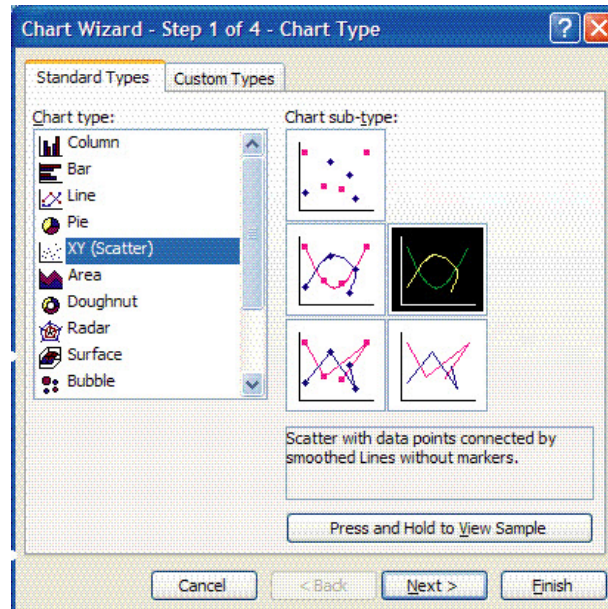 Chart Wizard - Step 1 of 4 - Chart Type
Standard Types
Custom Types
Chart type:
Column
Bar
Line
Pie
XY (Scatter)
Area
Doughnut
Radar
Surface
Bubble
Chart sub-type:
Scatter with data points connected by
smoothed Lines without markers.
Press and Hold to View Sample
Cancel
< Back
Next >
Finish